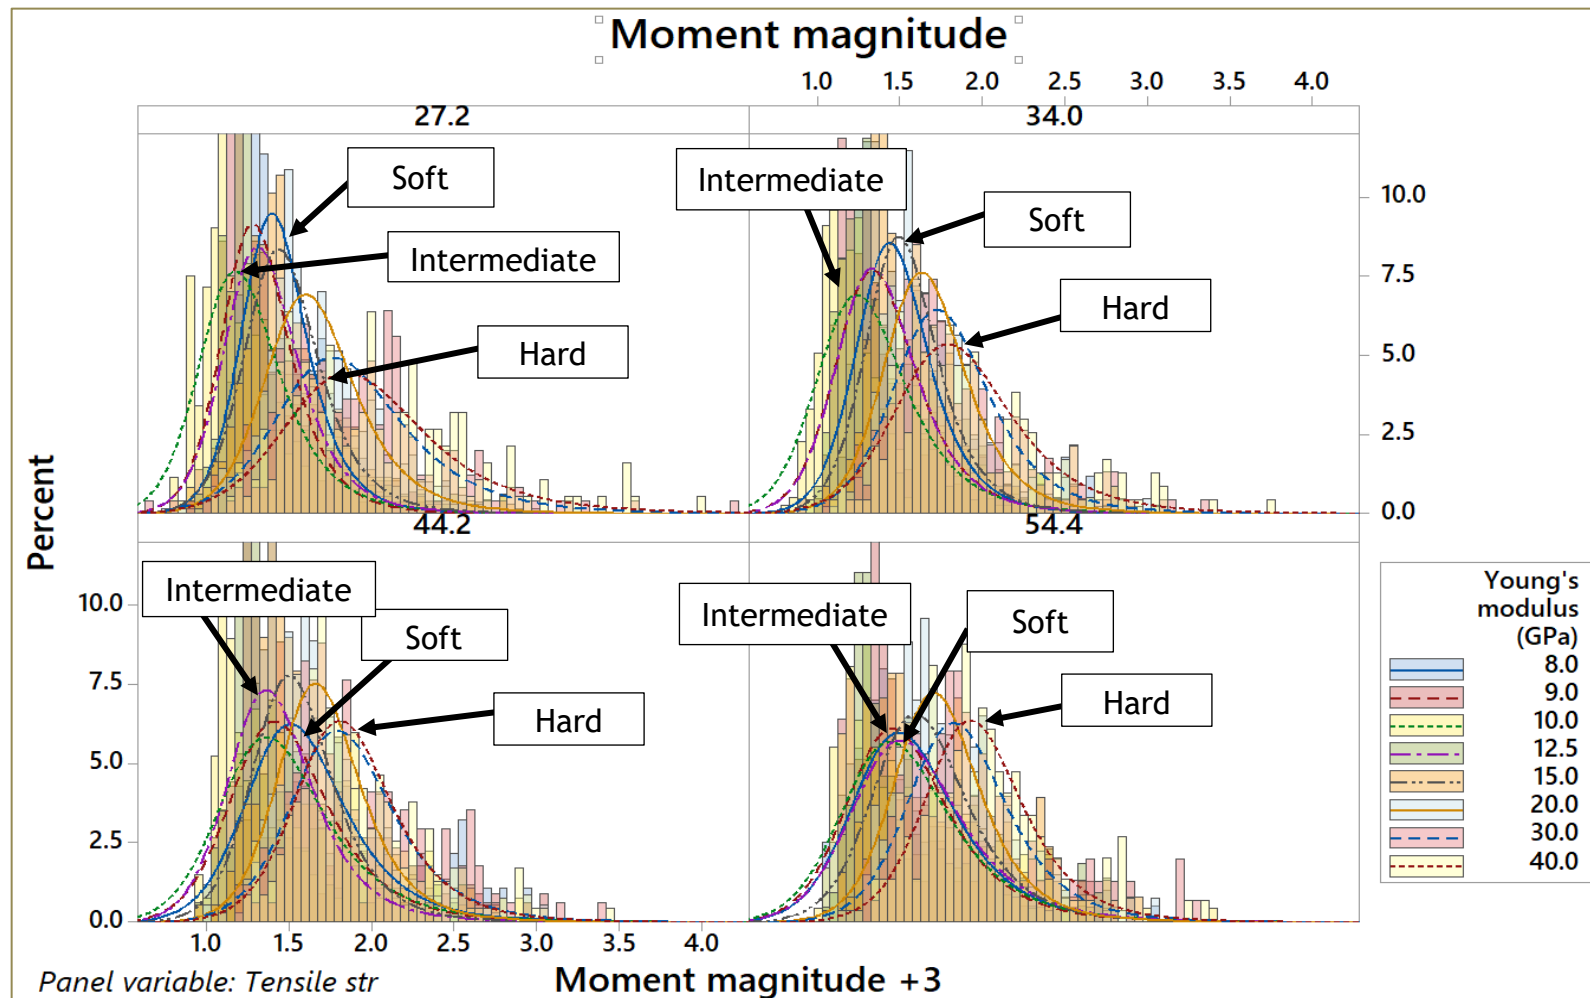 Moment magnitude
1.0 1.5 2.0 2.5 3.0 3.5 4.0
27.2 34.0
Soft
Intermediate
Hard
Intermediate
Soft
Hard
10.0
7.5
5.0
2.5
0.0
Percent
44.2 54.4
Intermediate
Soft
Hard
Intermediate
Soft
Hard
10.0
7.5
5.0
2.5
0.0
1.0 1.5 2.0 2.5 3.0 3.5 4.0
Young's
modulus
(GPa)
8.0
9.0
10.0
12.5
15.0
20.0
30.0
40.0
Panel variable: Tensile str
Moment magnitude +3